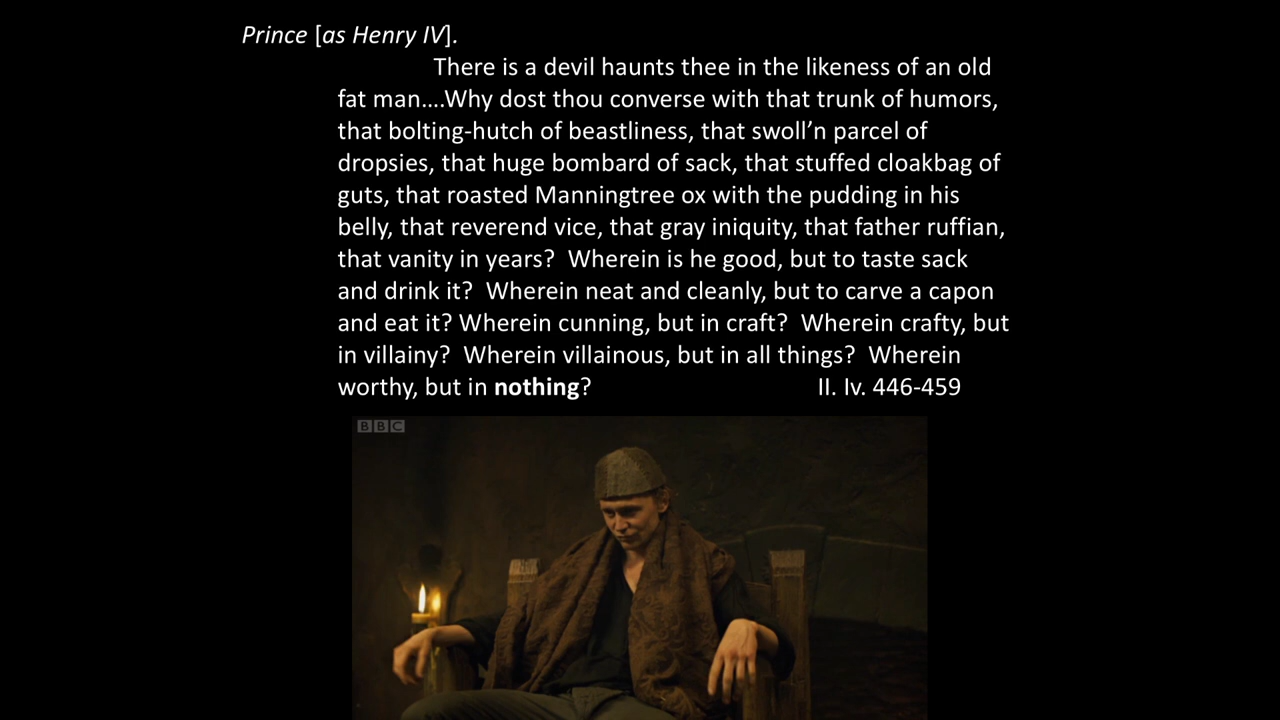 Prince [as Henry IV].
There is a devil haunts thee in the likeness of an old
fat man....Why dost thou converse with that trunk of humors,
that bolting-hutch of beastliness, that swoll’n parcel of
dropsies, that huge bombard of sack, that stuffed cloakbag of
guts, that roasted Manningtree ox with the pudding in his
belly, that reverend vice, that gray iniquity, that father ruffian,
that vanity in years?  Wherein is he good, but to taste sack
and drink it?  Wherein neat and cleanly, but to carve a capon
and eat it? Wherein cunning, but in craft?  Wherein crafty, but
in villainy?  Wherein villainous, but in all things?  Wherein
worthy, but in nothing? II. Iv. 446-459
BBC